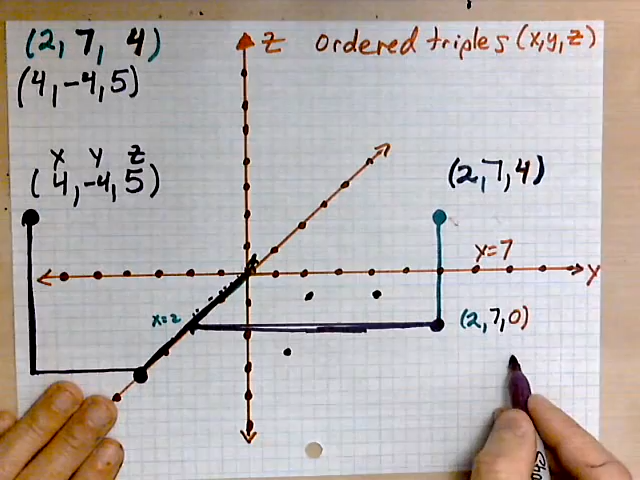 (2, 7, 4)
z ordered triples (x,y,z)
(4,-4,5)
x y z
(4,-4,5)
(2,7,4)
y=7
y
x=2
(2,7,0)
Sha